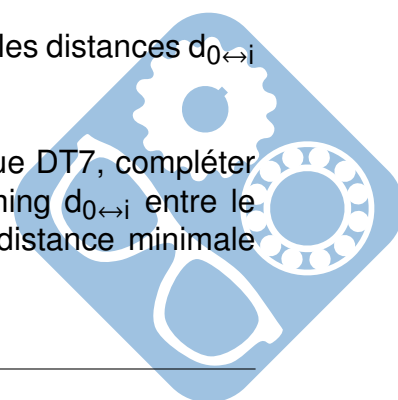 les distances d0↔i
ue DT7, compléter
ning d0↔i entre le
distance minimale